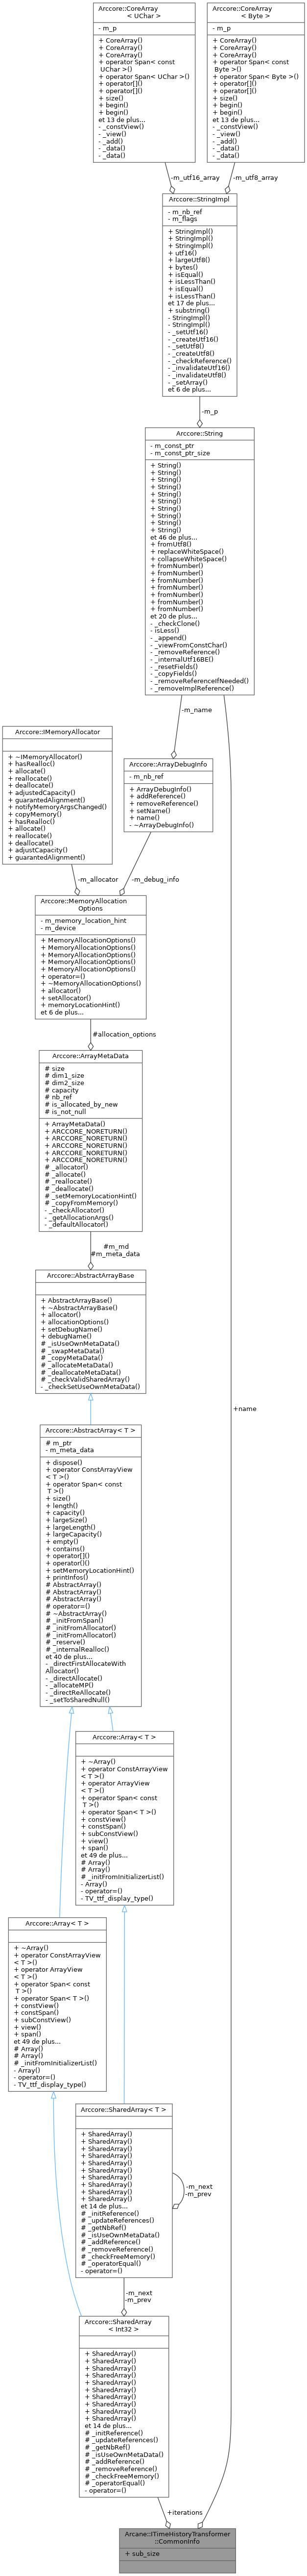 Arccore::CoreArray
< UChar >
- m_p
+ CoreArray()
+ CoreArray()
+ CoreArray()
+ operator Span< const
UChar >()
+ operator Span< UChar >()
+ operator[]()
+ operator[]()
+ size()
+ begin()
+ begin()
et 13 de plus...
- _constView()
- _view()
- _add()
- _data()
- _data()
Arccore::CoreArray
< Byte >
- m_p
+ CoreArray()
+ CoreArray()
+ CoreArray()
+ operator Span< const
Byte >()
+ operator Span< Byte >()
+ operator[]()
+ operator[]()
+ size()
+ begin()
+ begin()
et 13 de plus...
- _constView()
- _view()
- _add()
- _data()
- _data()
-m_utf16_array
-m_utf8_array
Arccore::StringImpl
- m_nb_ref
- m_flags
+ StringImpl()
+ StringImpl()
+ StringImpl()
+ utf16()
+ largeUtf8()
+ bytes()
+ isEqual()
+ isLessThan()
+ isEqual()
+ isLessThan()
et 17 de plus...
+ substring()
- StringImpl()
- StringImpl()
- _setUtf16()
- _createUtf16()
- _setUtf8()
- _createUtf8()
- _checkReference()
- _invalidateUtf16()
- _invalidateUtf8()
- _setArray()
et 6 de plus...
-m_p
Arccore::String
- m_const_ptr
- m_const_ptr_size
+ String()
+ String()
+ String()
+ String()
+ String()
+ String()
+ String()
+ String()
+ String()
+ String()
et 46 de plus...
+ fromUtf8()
+ replaceWhiteSpace()
+ collapseWhiteSpace()
+ fromNumber()
+ fromNumber()
+ fromNumber()
+ fromNumber()
+ fromNumber()
+ fromNumber()
+ fromNumber()
et 20 de plus...
- _checkClone()
- isLess()
- _append()
- _viewFromConstChar()
- _removeReference()
- _internalUtf16BE()
- _resetFields()
- _copyFields()
- _removeReferenceIfNeeded()
- _removeImplReference()
-m_name
Arccore::IMemoryAllocator
+ ~IMemoryAllocator()
+ hasRealloc()
+ allocate()
+ reallocate()
+ deallocate()
+ adjustedCapacity()
+ guarantedAlignment()
+ notifyMemoryArgsChanged()
+ copyMemory()
+ hasRealloc()
+ allocate()
+ reallocate()
+ deallocate()
+ adjustCapacity()
+ guarantedAlignment()
Arccore::ArrayDebugInfo
- m_nb_ref
+ ArrayDebugInfo()
+ addReference()
+ removeReference()
+ setName()
+ name()
- ~ArrayDebugInfo()
-m_allocator
-m_debug_info
Arccore::MemoryAllocation
Options
- m_memory_location_hint
- m_device
+ MemoryAllocationOptions()
+ MemoryAllocationOptions()
+ MemoryAllocationOptions()
+ MemoryAllocationOptions()
+ MemoryAllocationOptions()
+ operator=()
+ ~MemoryAllocationOptions()
+ allocator()
+ setAllocator()
+ memoryLocationHint()
et 6 de plus...
#allocation_options
Arccore::ArrayMetaData
# size
# dim1_size
# dim2_size
# capacity
# nb_ref
# is_allocated_by_new
# is_not_null
+ ArrayMetaData()
+ ARCCORE_NORETURN()
+ ARCCORE_NORETURN()
+ ARCCORE_NORETURN()
+ ARCCORE_NORETURN()
+ ARCCORE_NORETURN()
# _allocator()
# _allocate()
# _reallocate()
# _deallocate()
# _setMemoryLocationHint()
# _copyFromMemory()
- _checkAllocator()
- _getAllocationArgs()
- _defaultAllocator()
#m_md
#m_meta_data
Arccore::AbstractArrayBase
+ AbstractArrayBase()
+ ~AbstractArrayBase()
+ allocator()
+ allocationOptions()
+ setDebugName()
+ debugName()
# _isUseOwnMetaData()
# _swapMetaData()
# _copyMetaData()
# _allocateMetaData()
# _deallocateMetaData()
# _checkValidSharedArray()
- _checkSetUseOwnMetaData()
+name
Arccore::AbstractArray< T >
# m_ptr
- m_meta_data
+ dispose()
+ operator ConstArrayView
< T >()
+ operator Span< const
T >()
+ size()
+ length()
+ capacity()
+ largeSize()
+ largeLength()
+ largeCapacity()
+ empty()
+ contains()
+ operator[]()
+ operator()()
+ setMemoryLocationHint()
+ printInfos()
# AbstractArray()
# AbstractArray()
# AbstractArray()
# operator=()
# ~AbstractArray()
# _initFromSpan()
# _initFromAllocator()
# _initFromAllocator()
# _reserve()
# _internalRealloc()
et 40 de plus...
- _directFirstAllocateWith
Allocator()
- _directAllocate()
- _allocateMP()
- _directReAllocate()
- _setToSharedNull()
Arccore::Array< T >
+ ~Array()
+ operator ConstArrayView
< T >()
+ operator ArrayView
< T >()
+ operator Span< const
T >()
+ operator Span< T >()
+ constView()
+ constSpan()
+ subConstView()
+ view()
+ span()
et 49 de plus...
# Array()
# Array()
# _initFromInitializerList()
- Array()
- operator=()
- TV_ttf_display_type()
Arccore::Array< T >
+ ~Array()
+ operator ConstArrayView
< T >()
+ operator ArrayView
< T >()
+ operator Span< const
T >()
+ operator Span< T >()
+ constView()
+ constSpan()
+ subConstView()
+ view()
+ span()
et 49 de plus...
# Array()
# Array()
# _initFromInitializerList()
- Array()
- operator=()
- TV_ttf_display_type()
Arccore::SharedArray< T >
+ SharedArray()
+ SharedArray()
+ SharedArray()
+ SharedArray()
+ SharedArray()
+ SharedArray()
+ SharedArray()
+ SharedArray()
+ SharedArray()
+ SharedArray()
et 14 de plus...
# _initReference()
# _updateReferences()
# _getNbRef()
# _isUseOwnMetaData()
# _addReference()
# _removeReference()
# _checkFreeMemory()
# _operatorEqual()
- operator=()
-m_next
-m_prev
-m_next
-m_prev
Arccore::SharedArray
< Int32 >
+ SharedArray()
+ SharedArray()
+ SharedArray()
+ SharedArray()
+ SharedArray()
+ SharedArray()
+ SharedArray()
+ SharedArray()
+ SharedArray()
+ SharedArray()
et 14 de plus...
# _initReference()
# _updateReferences()
# _getNbRef()
# _isUseOwnMetaData()
# _addReference()
# _removeReference()
# _checkFreeMemory()
# _operatorEqual()
- operator=()
+iterations
Arcane::ITimeHistoryTransformer
::CommonInfo
+ sub_size